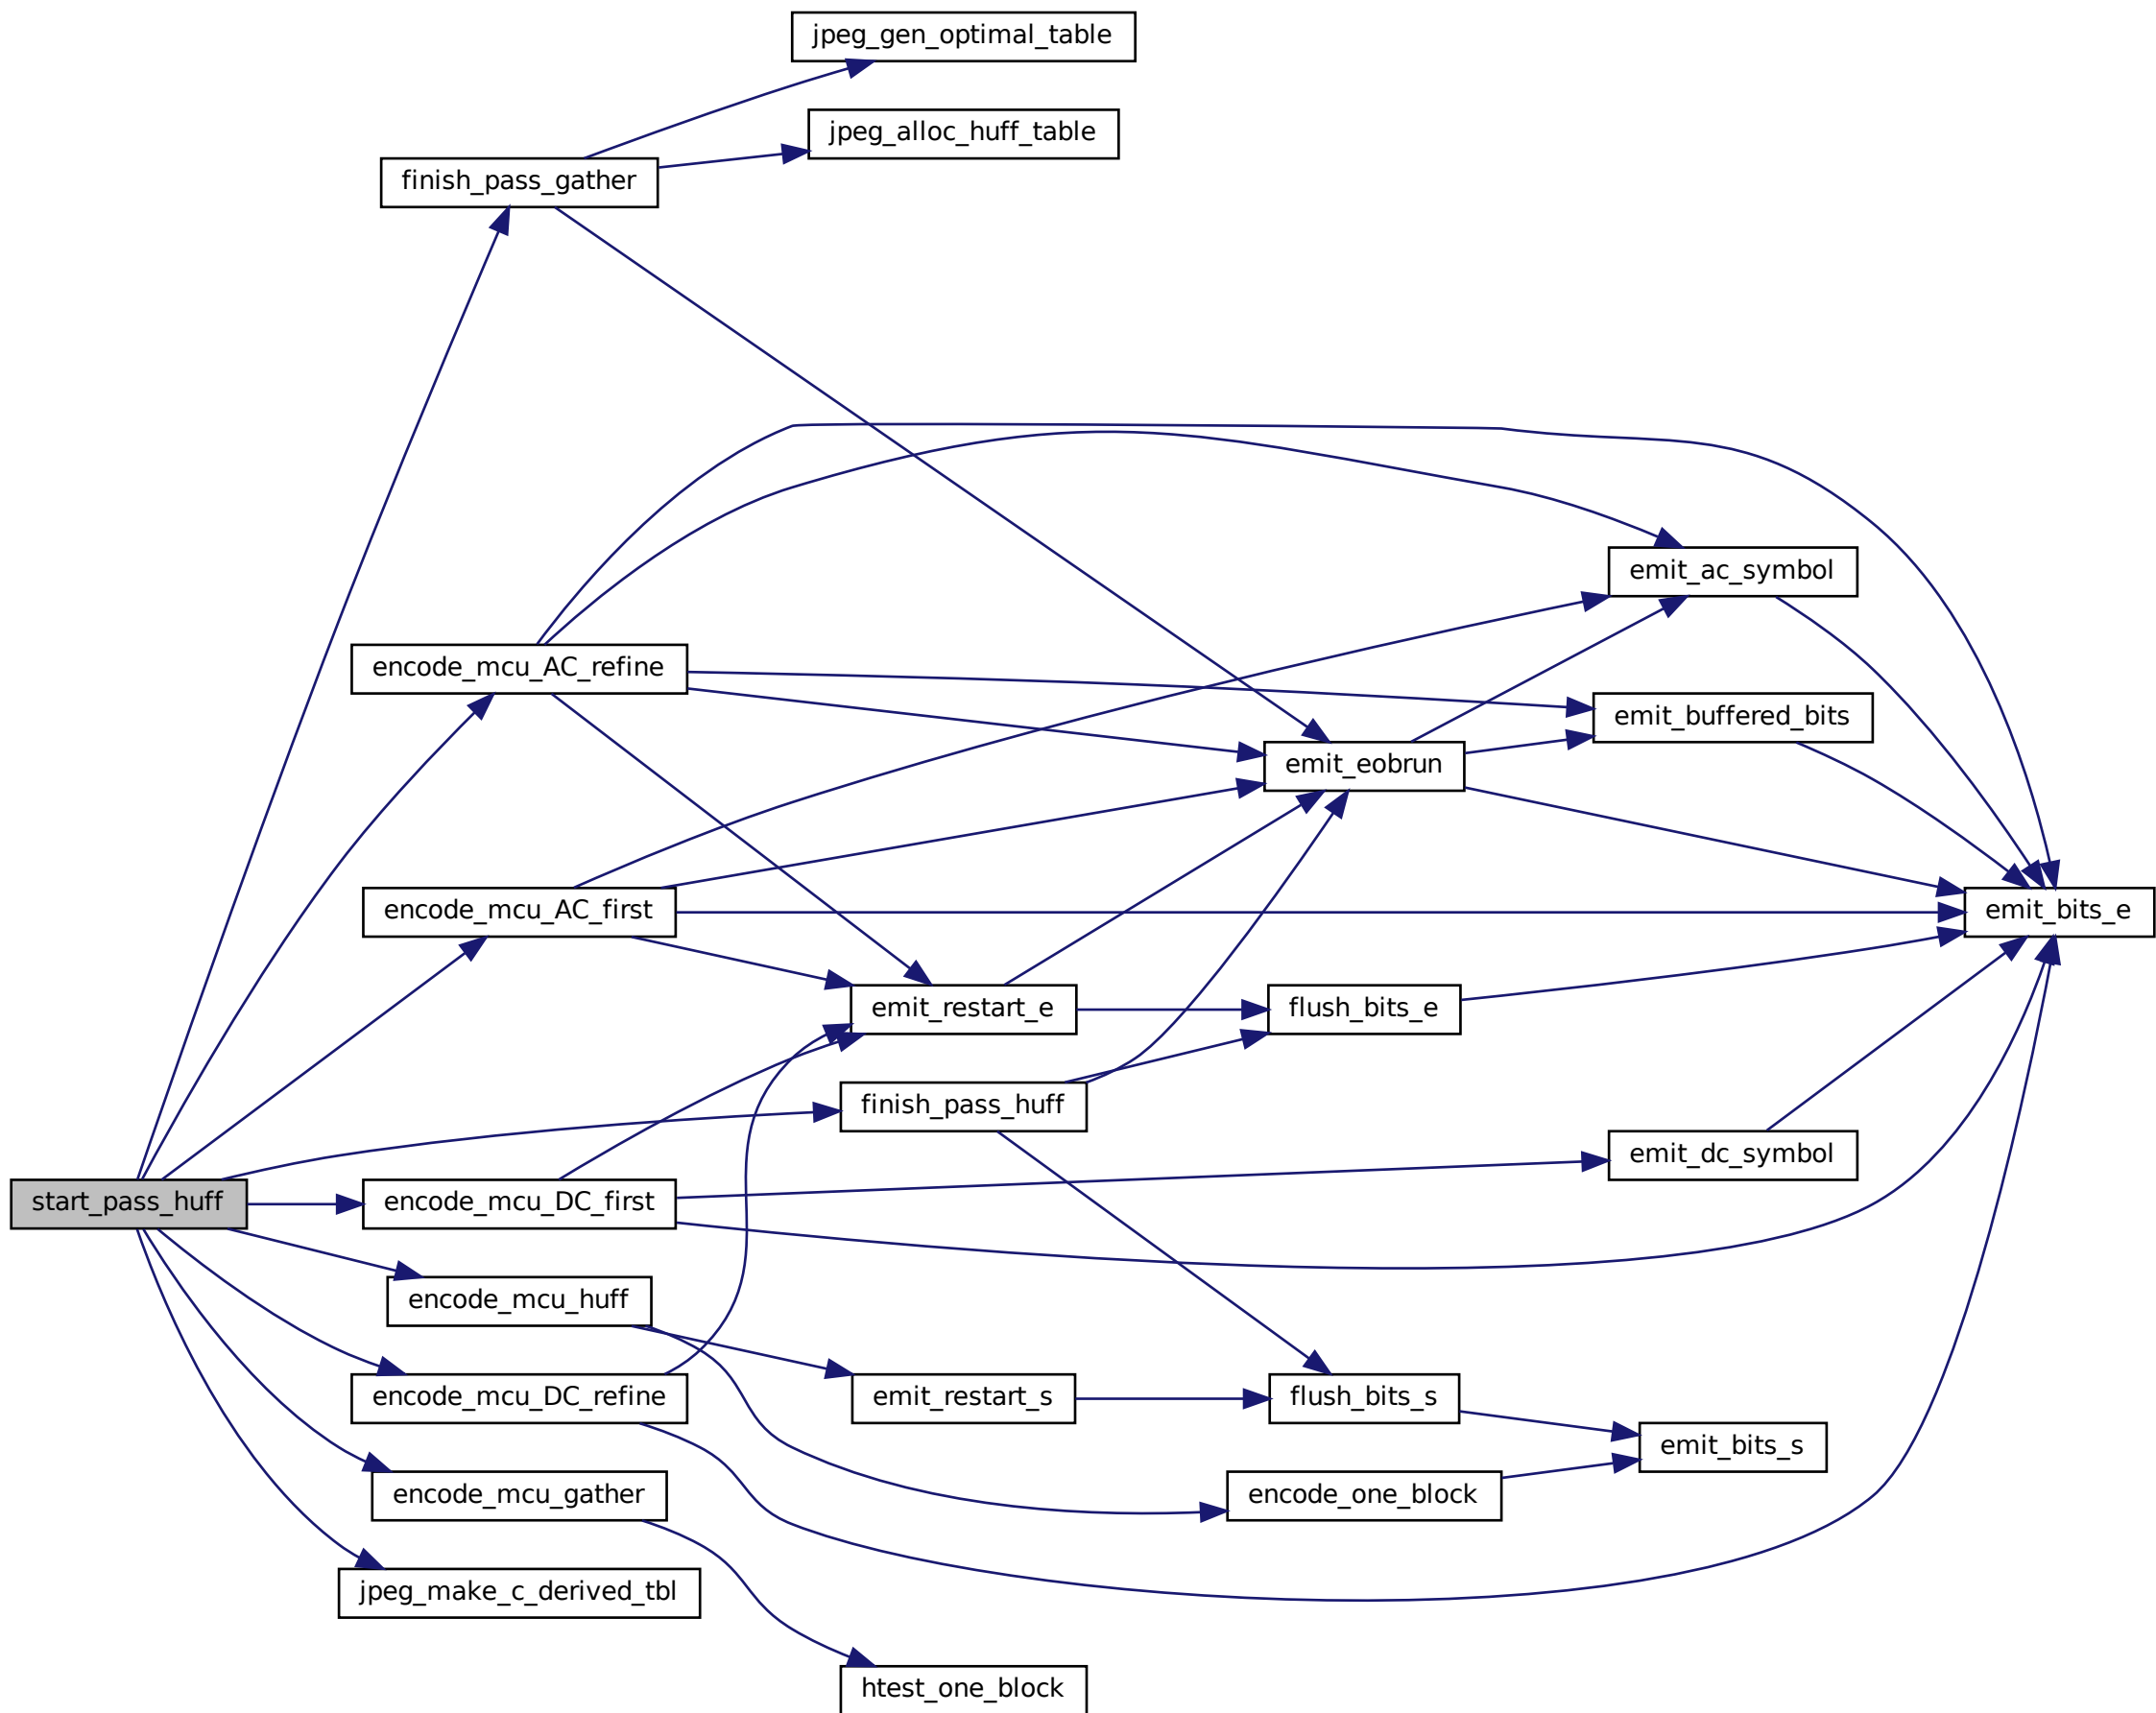 jpeg_gen_optimal_table
jpeg_alloc_huff_table
finish_pass_gather
emit_ac_symbol
encode_mcu_AC_refine
emit_buffered_bits
emit_eobrun
encode_mcu_AC_first
emit_bits_e
emit_restart_e
flush_bits_e
finish_pass_huff
emit_dc_symbol
start_pass_huff
encode_mcu_DC_first
encode_mcu_huff
encode_mcu_DC_refine
emit_restart_s
flush_bits_s
emit_bits_s
encode_mcu_gather
encode_one_block
jpeg_make_c_derived_tbl
htest_one_block